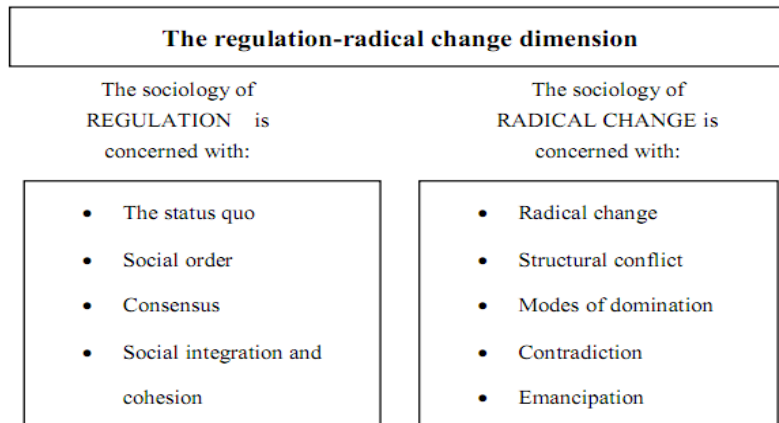 The regulation-radical change dimension
The sociology of
REGULATION is
concerned with:
• The status quo
• Social order
• Consensus
• Social integration and
cohesion
The sociology of
RADICAL CHANGE is
concerned with:
• Radical change
• Structural conflict
• Modes of domination
• Contradiction
• Emancipation